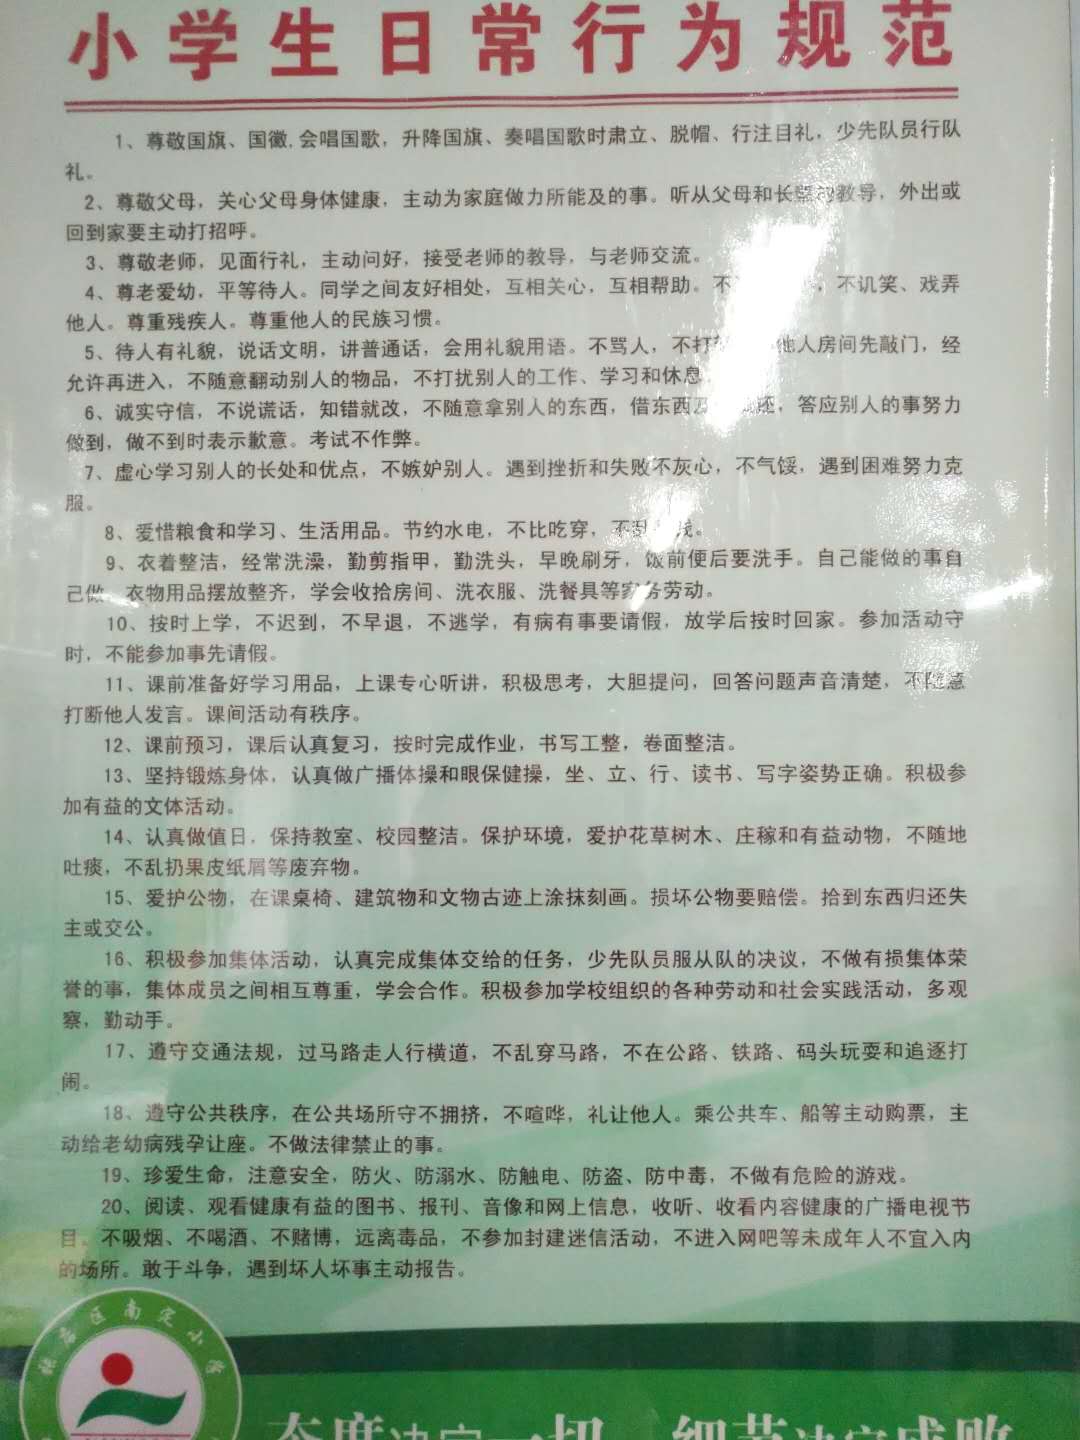 小学生日常行为规范
1、尊敬国旗、国徽,会唱国歌，升降国旗、奏唱国歌时肃立、脱帽、行注目礼，少先队员行队
礼。
2、尊敬父母，关心父母身体健康，主动为家庭做力所能及的事。听从父母和长辈的教导，外出或
回到家要主动打招呼。
3、尊敬老师，见面行礼，主动问好，接受老师的教导，与老师交流。
4、尊老爱幼，平等待人。同学之间友好相处，互相关心，互相帮助。不 ，不讥笑、戏弄
他人。尊重残疾人。尊重他人的民族习惯。
5、待人有礼貌，说话文明，讲普通话，会用礼貌用语。不骂人，不打 他人房间先敲门，经
允许再进入，不随意翻动别人的物品，不打扰别人的工作、学习和休息
6、诚实守信，不说谎话，知错就改，不随意拿别人的东西，借东西及 还，答应别人的事努力
做到，做不到时表示歉意。考试不作弊。
7、虚心学习别人的长处和优点，不嫉妒别人。遇到挫折和失败不灰心，不气馁，遇到困难努力克
服。
8、爱惜粮食和学习、生活用品。节约水电，不比吃穿，不乱 钱。
9、衣着整洁，经常洗澡，勤剪指甲，勤洗头，早晚刷牙，饭前便后要洗手。自己能做的事自
己做，衣物用品摆放整齐，学会收拾房间、洗衣服、洗餐具等家务劳动。
10、按时上学，不迟到，不早退，不逃学，有病有事要请假，放学后按时回家。参加活动守
时，不能参加事先请假。
11、课前准备好学习用品，上课专心听讲，积极思考，大胆提问，回答问题声音清楚，不随意
打断他人发言。课间活动有秩序。
12、课前预习，课后认真复习，按时完成作业，书写工整，卷面整洁。
13、坚持锻炼身体，认真做广播体操和眼保健操，坐、立、行、读书、写字姿势正确。积极参
加有益的文体活动。
14、认真做值日，保持教室、校园整洁。保护环境，爱护花草树木、庄稼和有益动物，不随地
吐痰，不乱扔果皮纸屑等废弃物。
15、爱护公物，在课桌椅、建筑物和文物古迹上涂抹刻画。损坏公物要赔偿。拾到东西归还失
主或交公。
16、积极参加集体活动，认真完成集体交给的任务，少先队员服从队的决议，不做有损集体荣
誉的事，集体成员之间相互尊重，学会合作。积极参加学校组织的各种劳动和社会实践活动，多观
察，勤动手。
17、遵守交通法规，过马路走人行横道，不乱穿马路，不在公路、铁路、码头玩耍和追逐打
闹。
18、遵守公共秩序，在公共场所守不拥挤，不喧哗，礼让他人。乘公共车、船等主动购票，主
动给老幼病残孕让座。不做法律禁止的事。
19、珍爱生命，注意安全，防火、防溺水、防触电、防盗、防中毒，不做有危险的游戏。
20、阅读、观看健康有益的图书、报刊、音像和网上信息，收听、收看内容健康的广播电视节
目。不吸烟、不喝酒、不赌博，远离毒品，不参加封建迷信活动，不进入网吧等未成年人不宜入内
的场所。敢于斗争，遇到坏人坏事主动报告。
张店区南定小学
态度决定一切 细节决定成败